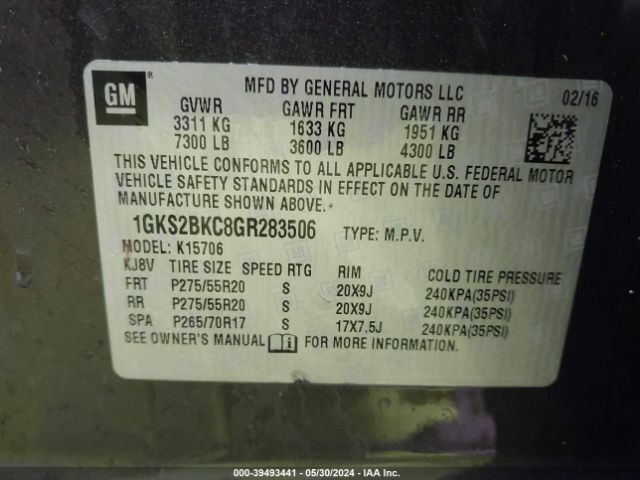 GM ®
MFD BY GENERAL MOTORS LLC 02/16
GVWR GAWR FRT GAWR RR
3311 KG 1633 KG 1951 KG
7300 LB 3600 LB 4300 LB
THIS VEHICLE CONFORMS TO ALL APPLICABLE U.S. FEDERAL MOTOR
VEHICLE SAFETY STANDARDS IN EFFECT ON THE DATE OF
MANUFACTURE SHOWN ABOVE.
1GKS2BKC8GR283506 TYPE: M.P.V.
MODEL: K15706
KJ8V TIRE SIZE SPEED RTG RIM COLD TIRE PRESSURE
FRT P275/55R20 S 20X9J 240KPA(35PSI)
RR P275/55R20 S 20X9J 240KPA(35PSI)
SPA P265/70R17 S 17X7.5J 240KPA(35PSI)
SEE OWNER'S MANUAL i FOR MORE INFORMATION.
000-39493441 - 05/30/2024 - IAA Inc.